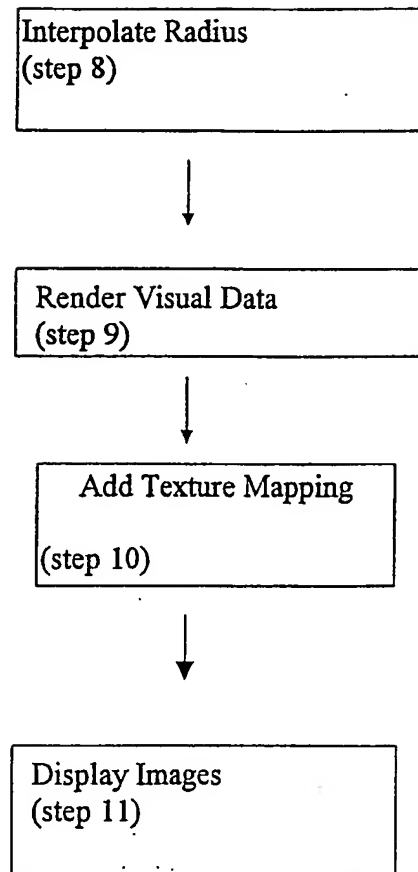 Interpolate Radius
(step 8)
Render Visual Data
(step 9)
Add Texture Mapping
(step 10)
Display Images
(step 11)